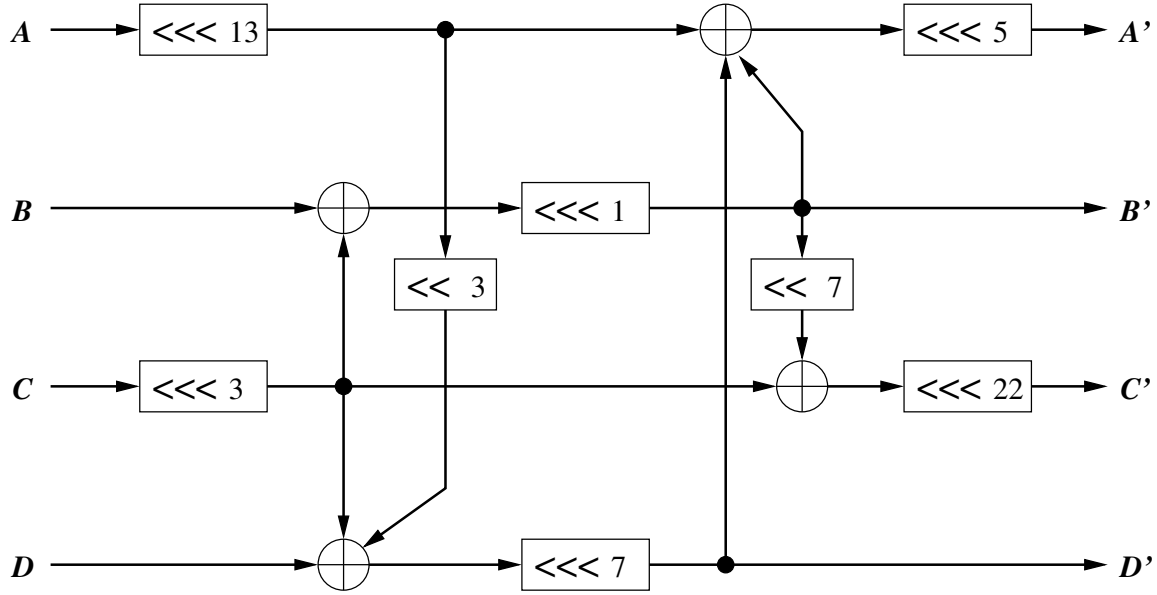 A <<< 13 <<< 5 A’
B <<< 1 B’
<< 3 << 7
C <<< 3 <<< 22 C’
D <<< 7 D’